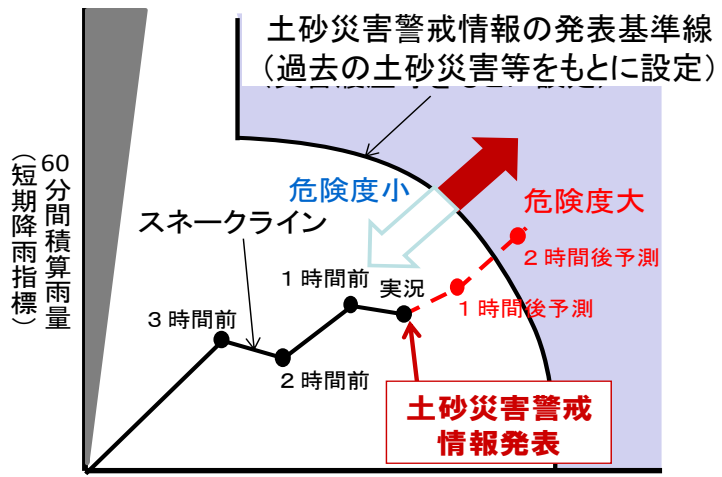 土砂災害警戒情報の発表基準線
(過去の土砂災害等をもとに設定)
60分間積算雨量
(短期降雨指標)
危険度小
危険度大
スネークライン
2時間後予測
1時間前
実況
1時間後予測
3時間前
2時間前
土砂災害警戒
情報発表